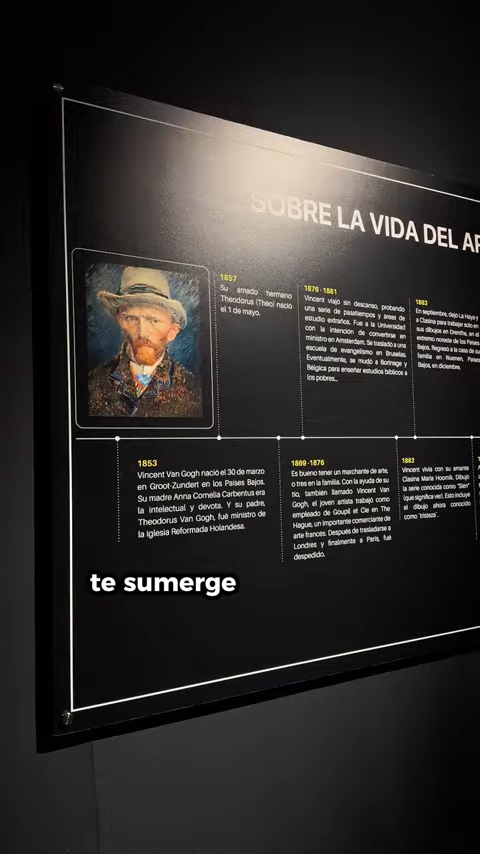 SOBRE LA VIDA DEL AR
1857
Su amado hermano
Theodorus (Théo) nació
el 1 de mayo.
1876 - 1881
Vincent viajó sin descanso, probando
una serie de pasatiempos y áreas de
estudio extraños. Fue a la Universidad
con la intención de convertirse en
ministro en Amsterdam. Se trasladó a una
escuela de evangelismo en Bruselas.
Eventualmente, se mudó a Borinage y
Bélgica para enseñar estudios bíblicos a
los pobres...
1883
En septiembre, dejó La Haya y
a Clasina para trabajar solo en
sus dibujos en Drenthe, en el
extremo noreste de los Países
Bajos. Regresó a la casa de su
familia en Nuenen, Países
Bajos, en diciembre.
1853
Vincent Van Gogh nació el 30 de marzo
en Groot-Zundert en los Países Bajos.
Su madre Anna Cornelia Carbentus era
la intelectual y devota. Y su padre,
Theodorus Van Gogh, fué ministro de
la Iglesia Reformada Holandesa.
1869 -1876
Es bueno tener un marchante de arte,
o tres en la familia. Con la ayuda de su
tío, también llamado Vincent Van
Gogh, el joven artista trabajó como
empleado de Goupil et Cie en The
Hague, un importante comerciante de
arte francés. Después de trasladarse a
Londres y finalmente a París, fué
despedido.
1882
Vincent vivía con su amante
Clasina María Hoornik. Dibujó
la serie conocida como "Sien"
(que significa ver). Esto incluye
el dibujo ahora conocido
como "tristeza".
te sumerge